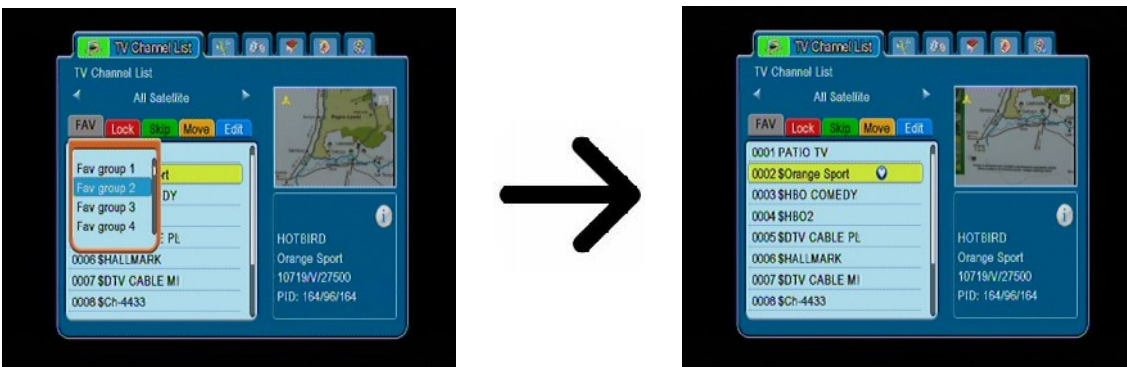 TV Channel List
TV Channel List
All Satellite
FAV Lock Skip Move Edit
Fav group 1
Fav group 2
Fav group 3
Fav group 4
rt
DY
E PL
0006 $HALLMARK
0007 $DTV CABLE MI
0008 $Ch-4433
HOTBIRD
Orange Sport
10719/V/27500
PID: 164/96/164
TV Channel List
TV Channel List
All Satellite
FAV Lock Skip Move Edit
0001 PATIO TV
0002 $Orange Sport
0003 $HBO COMEDY
0004 $HBO2
0005 $DTV CABLE PL
0006 $HALLMARK
0007 $DTV CABLE MI
0008 $Ch-4433
HOTBIRD
Orange Sport
10719/V/27500
PID: 164/96/164